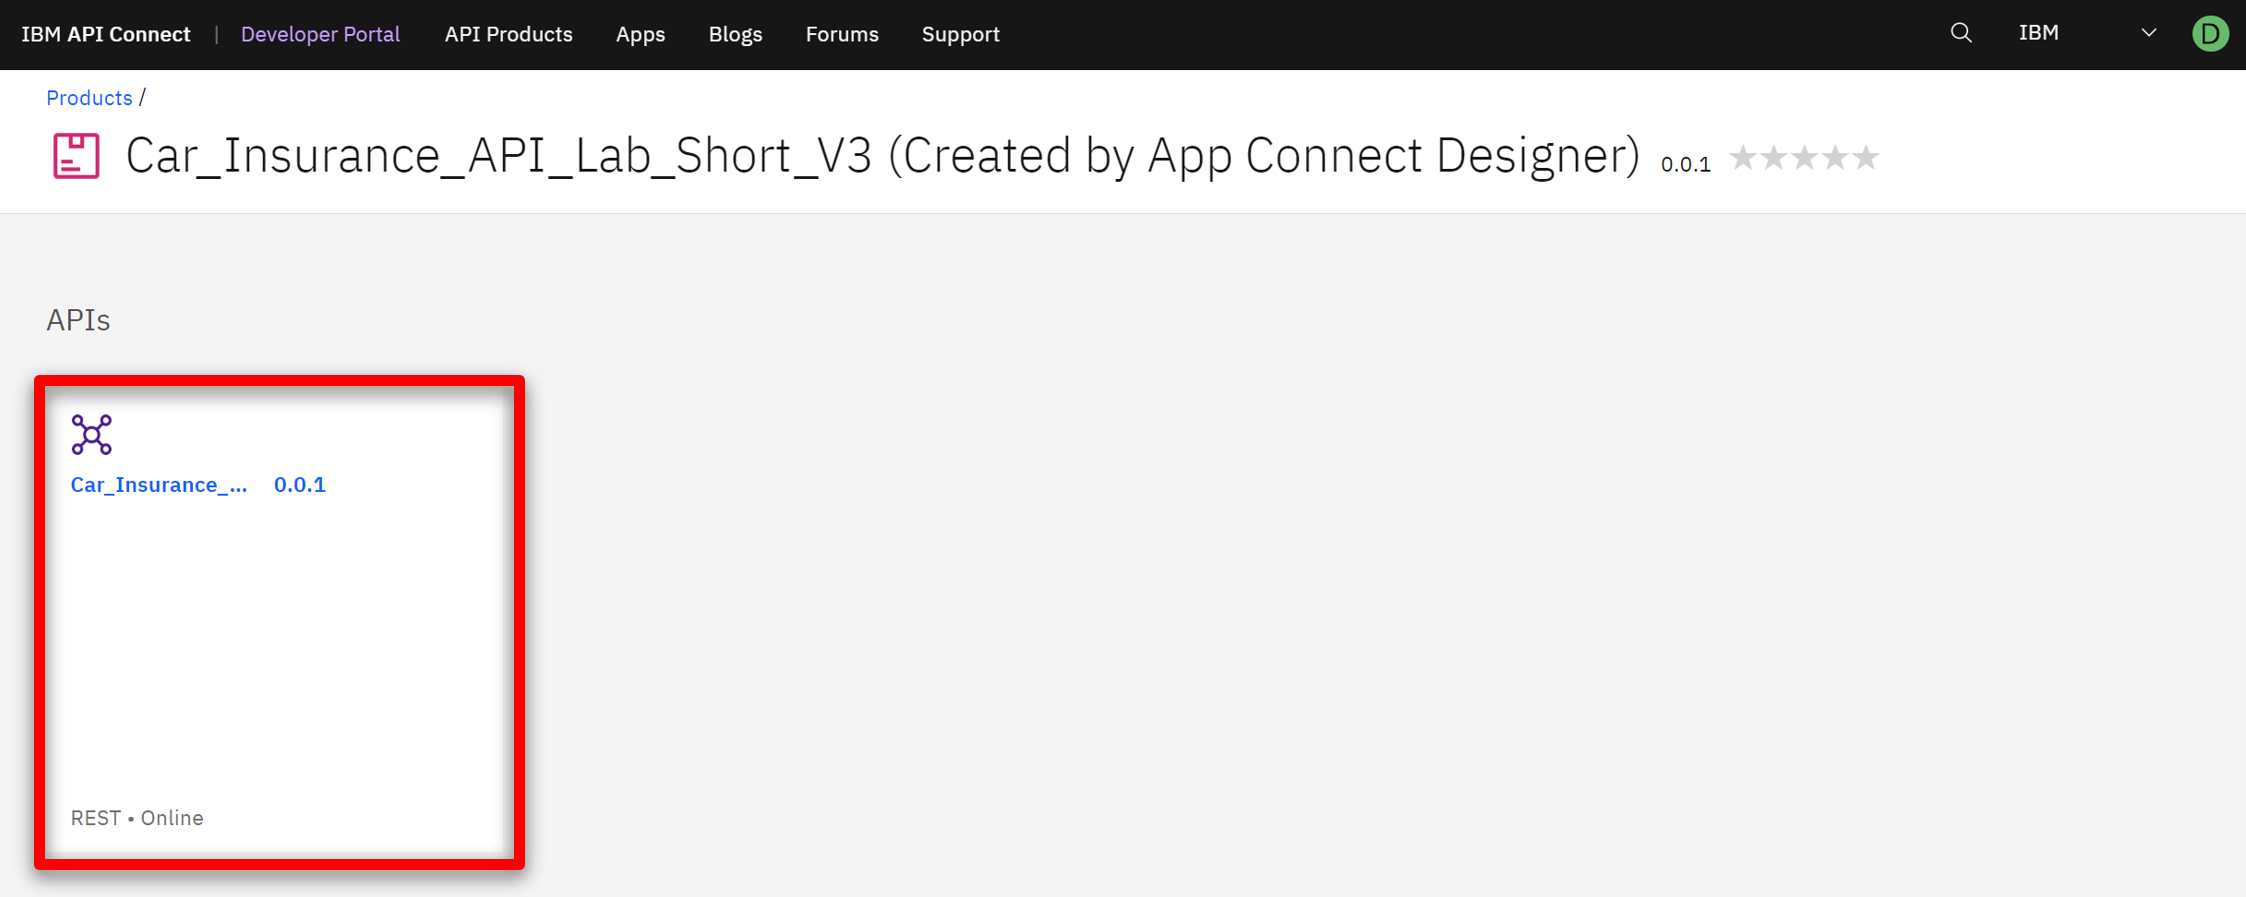 IBM API Connect | Developer Portal API Products Apps Blogs Forums Support IBM D
Products /
Car_Insurance_API_Lab_Short_V3 (Created by App Connect Designer) 0.0.1
APIs
Car_Insurance_... 0.0.1
REST • Online